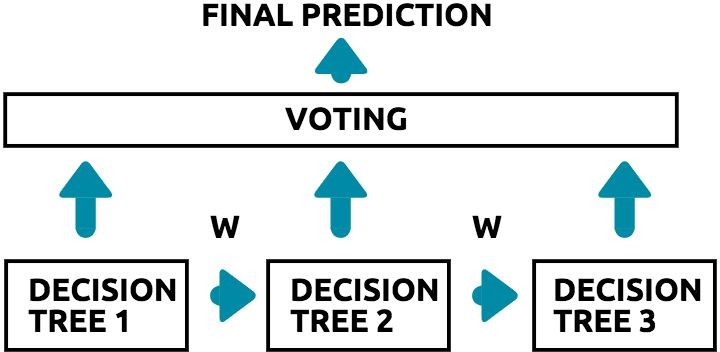 FINAL PREDICTION
VOTING
W
W
DECISION
TREE 1
DECISION
TREE 2
DECISION
TREE 3